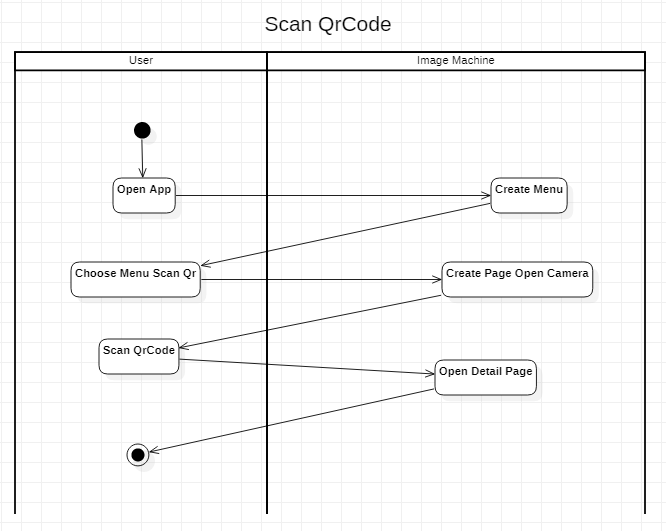 Scan QrCode
User
Image Machine
Open App
Create Menu
Choose Menu Scan Qr
Create Page Open Camera
Scan QrCode
Open Detail Page